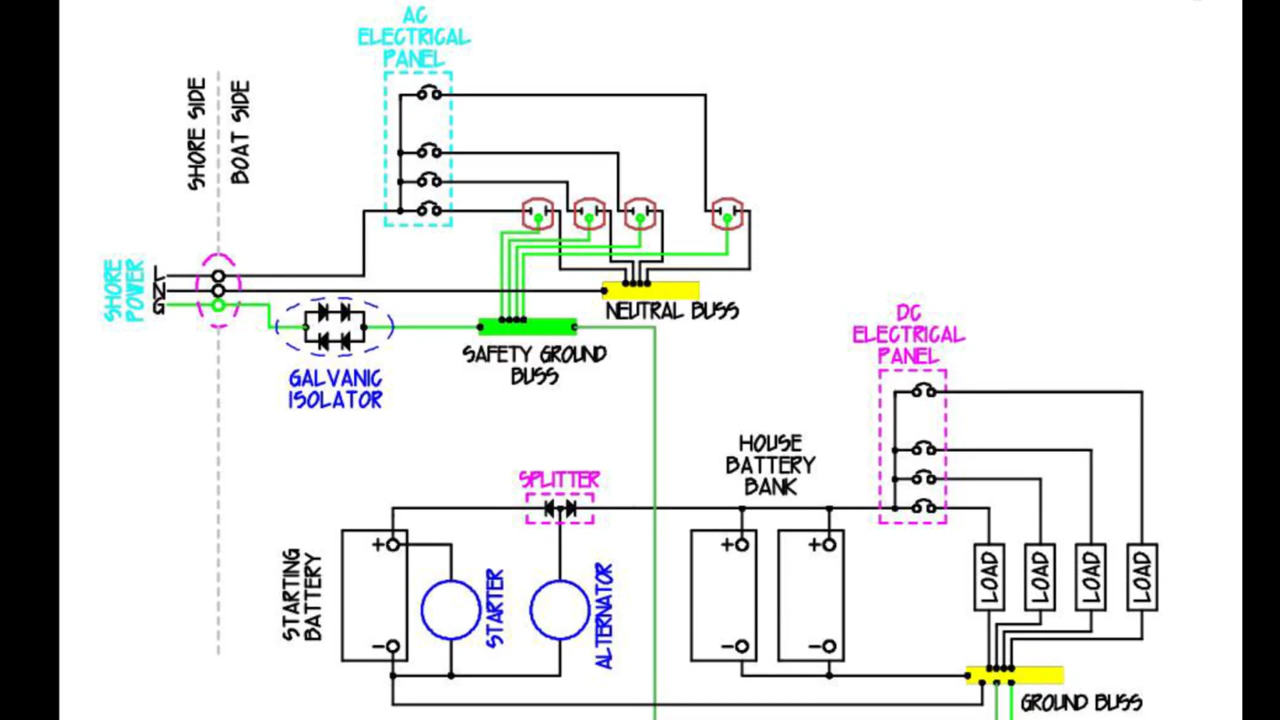 AC
ELECTRICAL
PANEL
SHORE SIDE
BOAT SIDE
SHORE
POWER
L
N
G
NEUTRAL BUSS
SAFETY GROUND
BUSS
GALVANIC
ISOLATOR
DC
ELECTRICAL
PANEL
HOUSE
BATTERY
BANK
SPLITTER
STARTING
BATTERY
+
-
STARTER
ALTERNATOR
+
-
+
-
LOAD
LOAD
LOAD
LOAD
GROUND BUSS